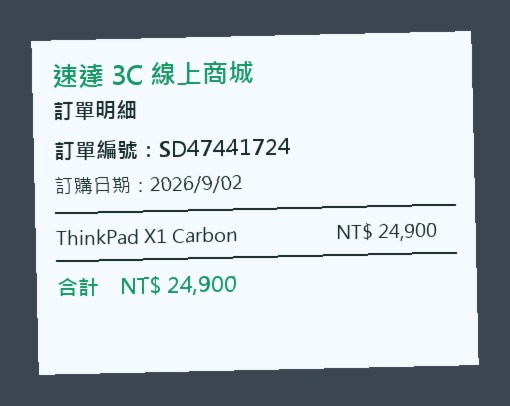 速達 3C 線上商城
訂單明細
訂單編號：SD47441724
訂購日期：2026/9/02
ThinkPad X1 Carbon NT$ 24,900
合計 NT$ 24,900